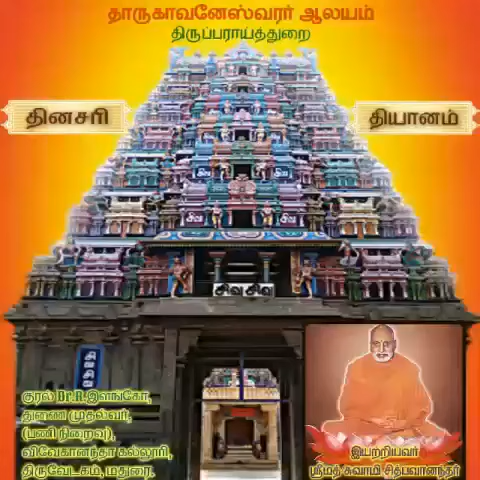 தாருகாவனேஸ்வரர் ஆலயம்
திருப்பராய்த்துறை
தினசரி
தியானம்
சிவ சிவ
சிவ சிவ
சிவ சிவ
குரல் Dr.R.இளங்கோ,
துணை முதல்வர்,
(பணி நிறைவு),
விவேகானந்தா கல்லூரி,
திருவேடகம், மதுரை.
இயற்றியவர்
ஸ்ரீமத் சுவாமி சித்பவானந்தர்